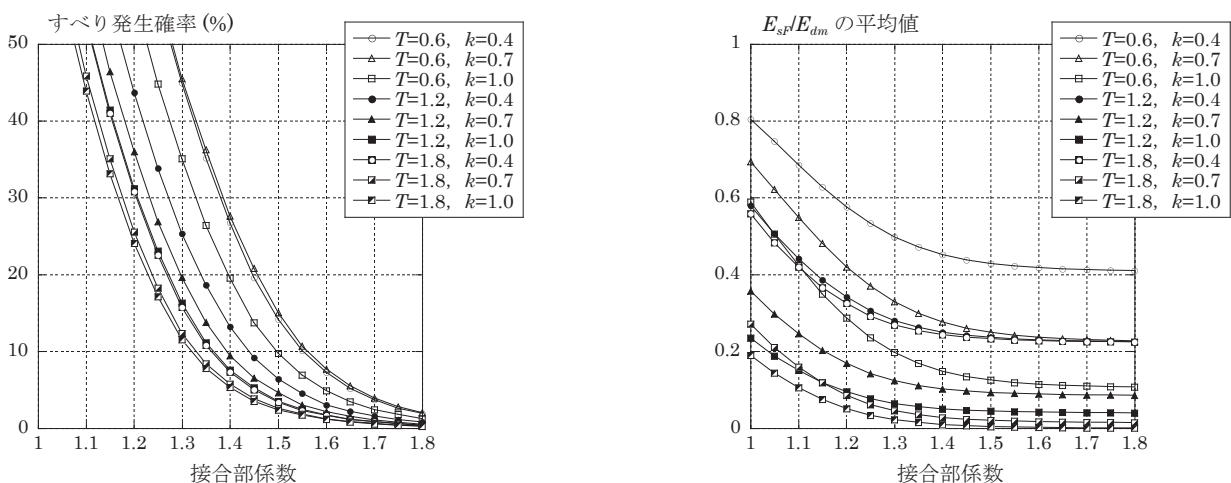 すべり発生確率 (%)
50
40
30
20
10
0
1 1.1 1.2 1.3 1.4 1.5 1.6 1.7 1.8
接合部係数
T=0.6, k=0.4
T=0.6, k=0.7
T=0.6, k=1.0
T=1.2, k=0.4
T=1.2, k=0.7
T=1.2, k=1.0
T=1.8, k=0.4
T=1.8, k=0.7
T=1.8, k=1.0
EsF/Edm の平均値
1
0.8
0.6
0.4
0.2
0
1 1.1 1.2 1.3 1.4 1.5 1.6 1.7 1.8
接合部係数
T=0.6, k=0.4
T=0.6, k=0.7
T=0.6, k=1.0
T=1.2, k=0.4
T=1.2, k=0.7
T=1.2, k=1.0
T=1.8, k=0.4
T=1.8, k=0.7
T=1.8, k=1.0